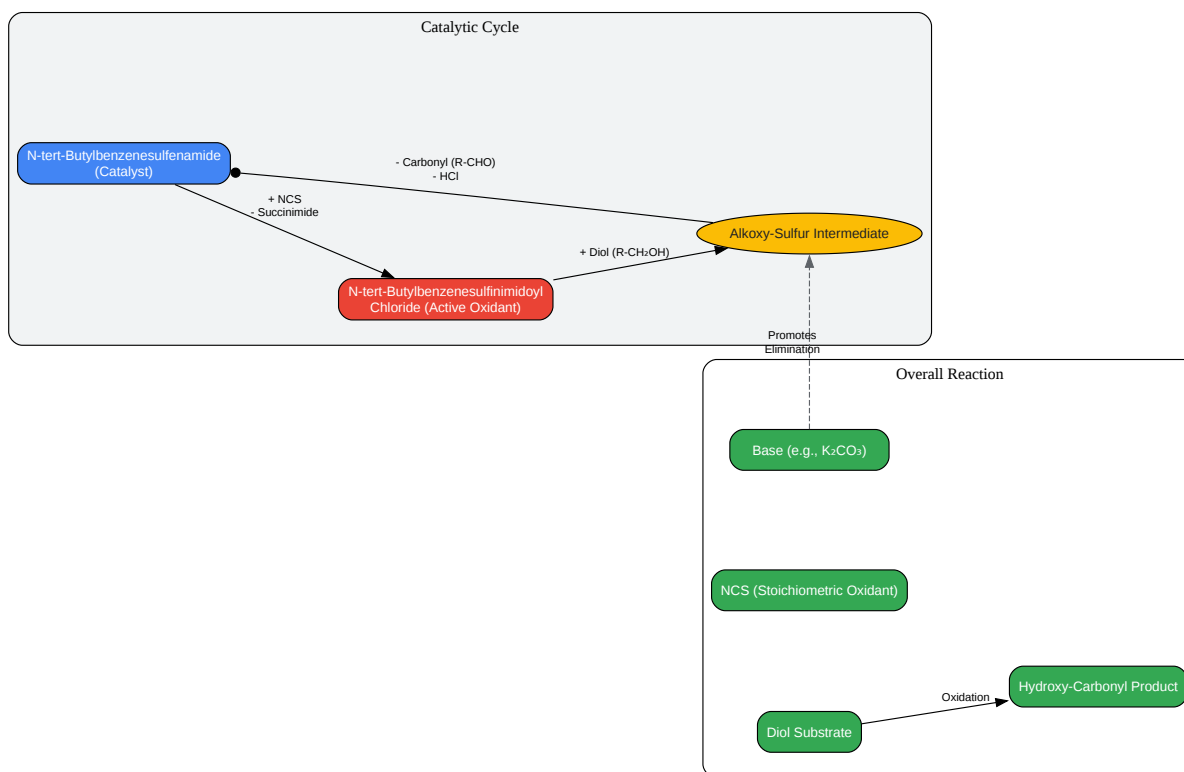 Catalytic Cycle
N-tert-Butylbenzenesulfenamide
(Catalyst)
- Carbonyl (R-CHO)
- HCl
+ NCS
- Succinimide
Alkoxy-Sulfur Intermediate
+ Diol (R-CH₂OH)
N-tert-Butylbenzenesulfinimidoyl
Chloride (Active Oxidant)
Promotes
Elimination
Overall Reaction
Base (e.g., K₂CO₃)
NCS (Stoichiometric Oxidant)
Hydroxy-Carbonyl Product
Oxidation
Diol Substrate